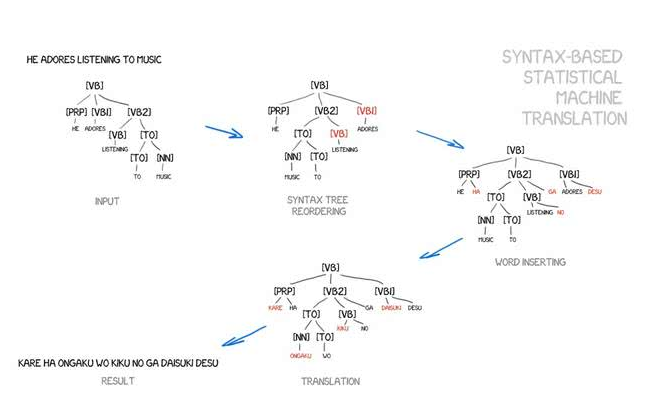 SYNTAX-BASED
STATISTICAL
MACHINE
TRANSLATION
HE ADORES LISTENING TO MUSIC
[VB]
[PRP] [VB1] [VB2]
HE ADORES
[VB] [TO]
LISTENING
[TO] [NN]
TO MUSIC
INPUT
[VB]
[PRP] [VB2] [VB1]
HE ADORES
[TO] [VB]
LISTENING
[NN] [TO]
MUSIC TO
SYNTAX TREE
REORDERING
[VB]
[PRP] [VB2] [VB1]
HE HA GA ADORES DESU
[TO] [VB]
LISTENING NO
[NN] [TO]
MUSIC TO
WORD INSERTING
[VB]
[PRP] [VB2] [VB1]
KARE HA GA DAISUKI DESU
[TO] [VB]
KIKU NO
[NN] [TO]
ONGAKU WO
TRANSLATION
KARE HA ONGAKU WO KIKU NO GA DAISUKI DESU
RESULT